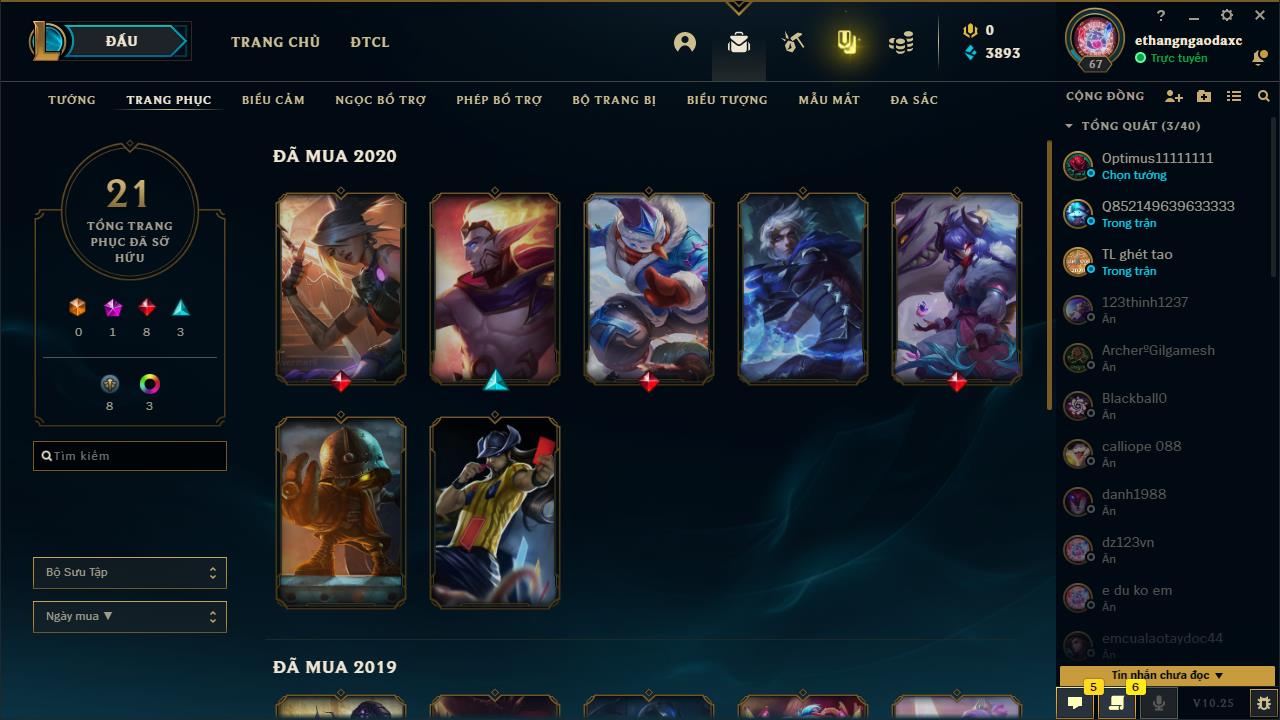 ĐẤU
TRANG CHỦ
ĐTCL
0
3893
?
67
ethangngaodaxc
Trực tuyến
TƯỚNG
TRANG PHỤC
BIỂU CẢM
NGỌC BỔ TRỢ
PHÉP BỔ TRỢ
BỘ TRANG BỊ
BIỂU TƯỢNG
MẪU MẮT
ĐA SẮC
21
TỔNG TRANG
PHỤC ĐÃ SỞ
HỮU
0
1
8
3
8
3
Tìm kiếm
Bộ Sưu Tập
Ngày mua ▼
ĐÃ MUA 2020
ĐÃ MUA 2019
CỘNG ĐỒNG
TỔNG QUÁT (3/40)
Optimus11111111
Chọn tướng
Q852149639633333
Trong trận
TL ghét tao
Trong trận
123thinh1237
Ẩn
ArcherºGilgamesh
Ẩn
Blackball0
Ẩn
calliope 088
Ẩn
danh1988
Ẩn
dz123vn
Ẩn
e du ko em
Ẩn
emcualaotaydoc44
Ẩn
Tin nhắn chưa đọc ▼
5
6
V10.25